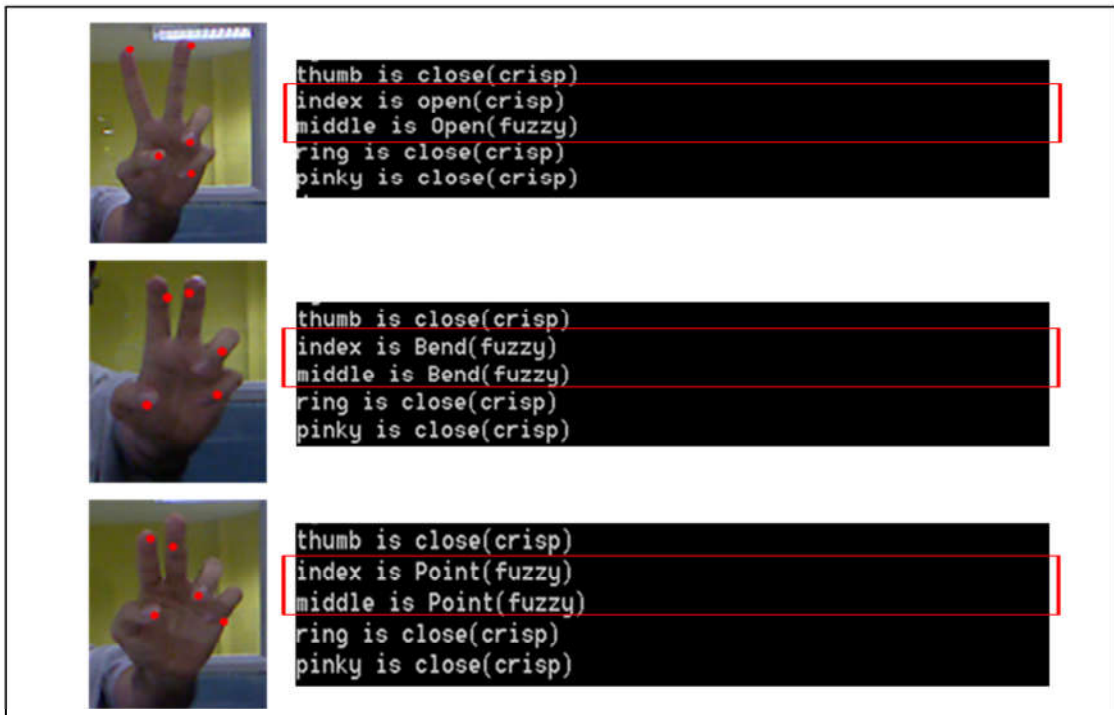 thumb is close(crisp)
index is open(crisp)
middle is Open(fuzzy)
ring is close(crisp)
pinky is close(crisp)
thumb is close(crisp)
index is Bend(fuzzy)
middle is Bend(fuzzy)
ring is close(crisp)
pinky is close(crisp)
thumb is close(crisp)
index is Point(fuzzy)
middle is Point(fuzzy)
ring is close(crisp)
pinky is close(crisp)